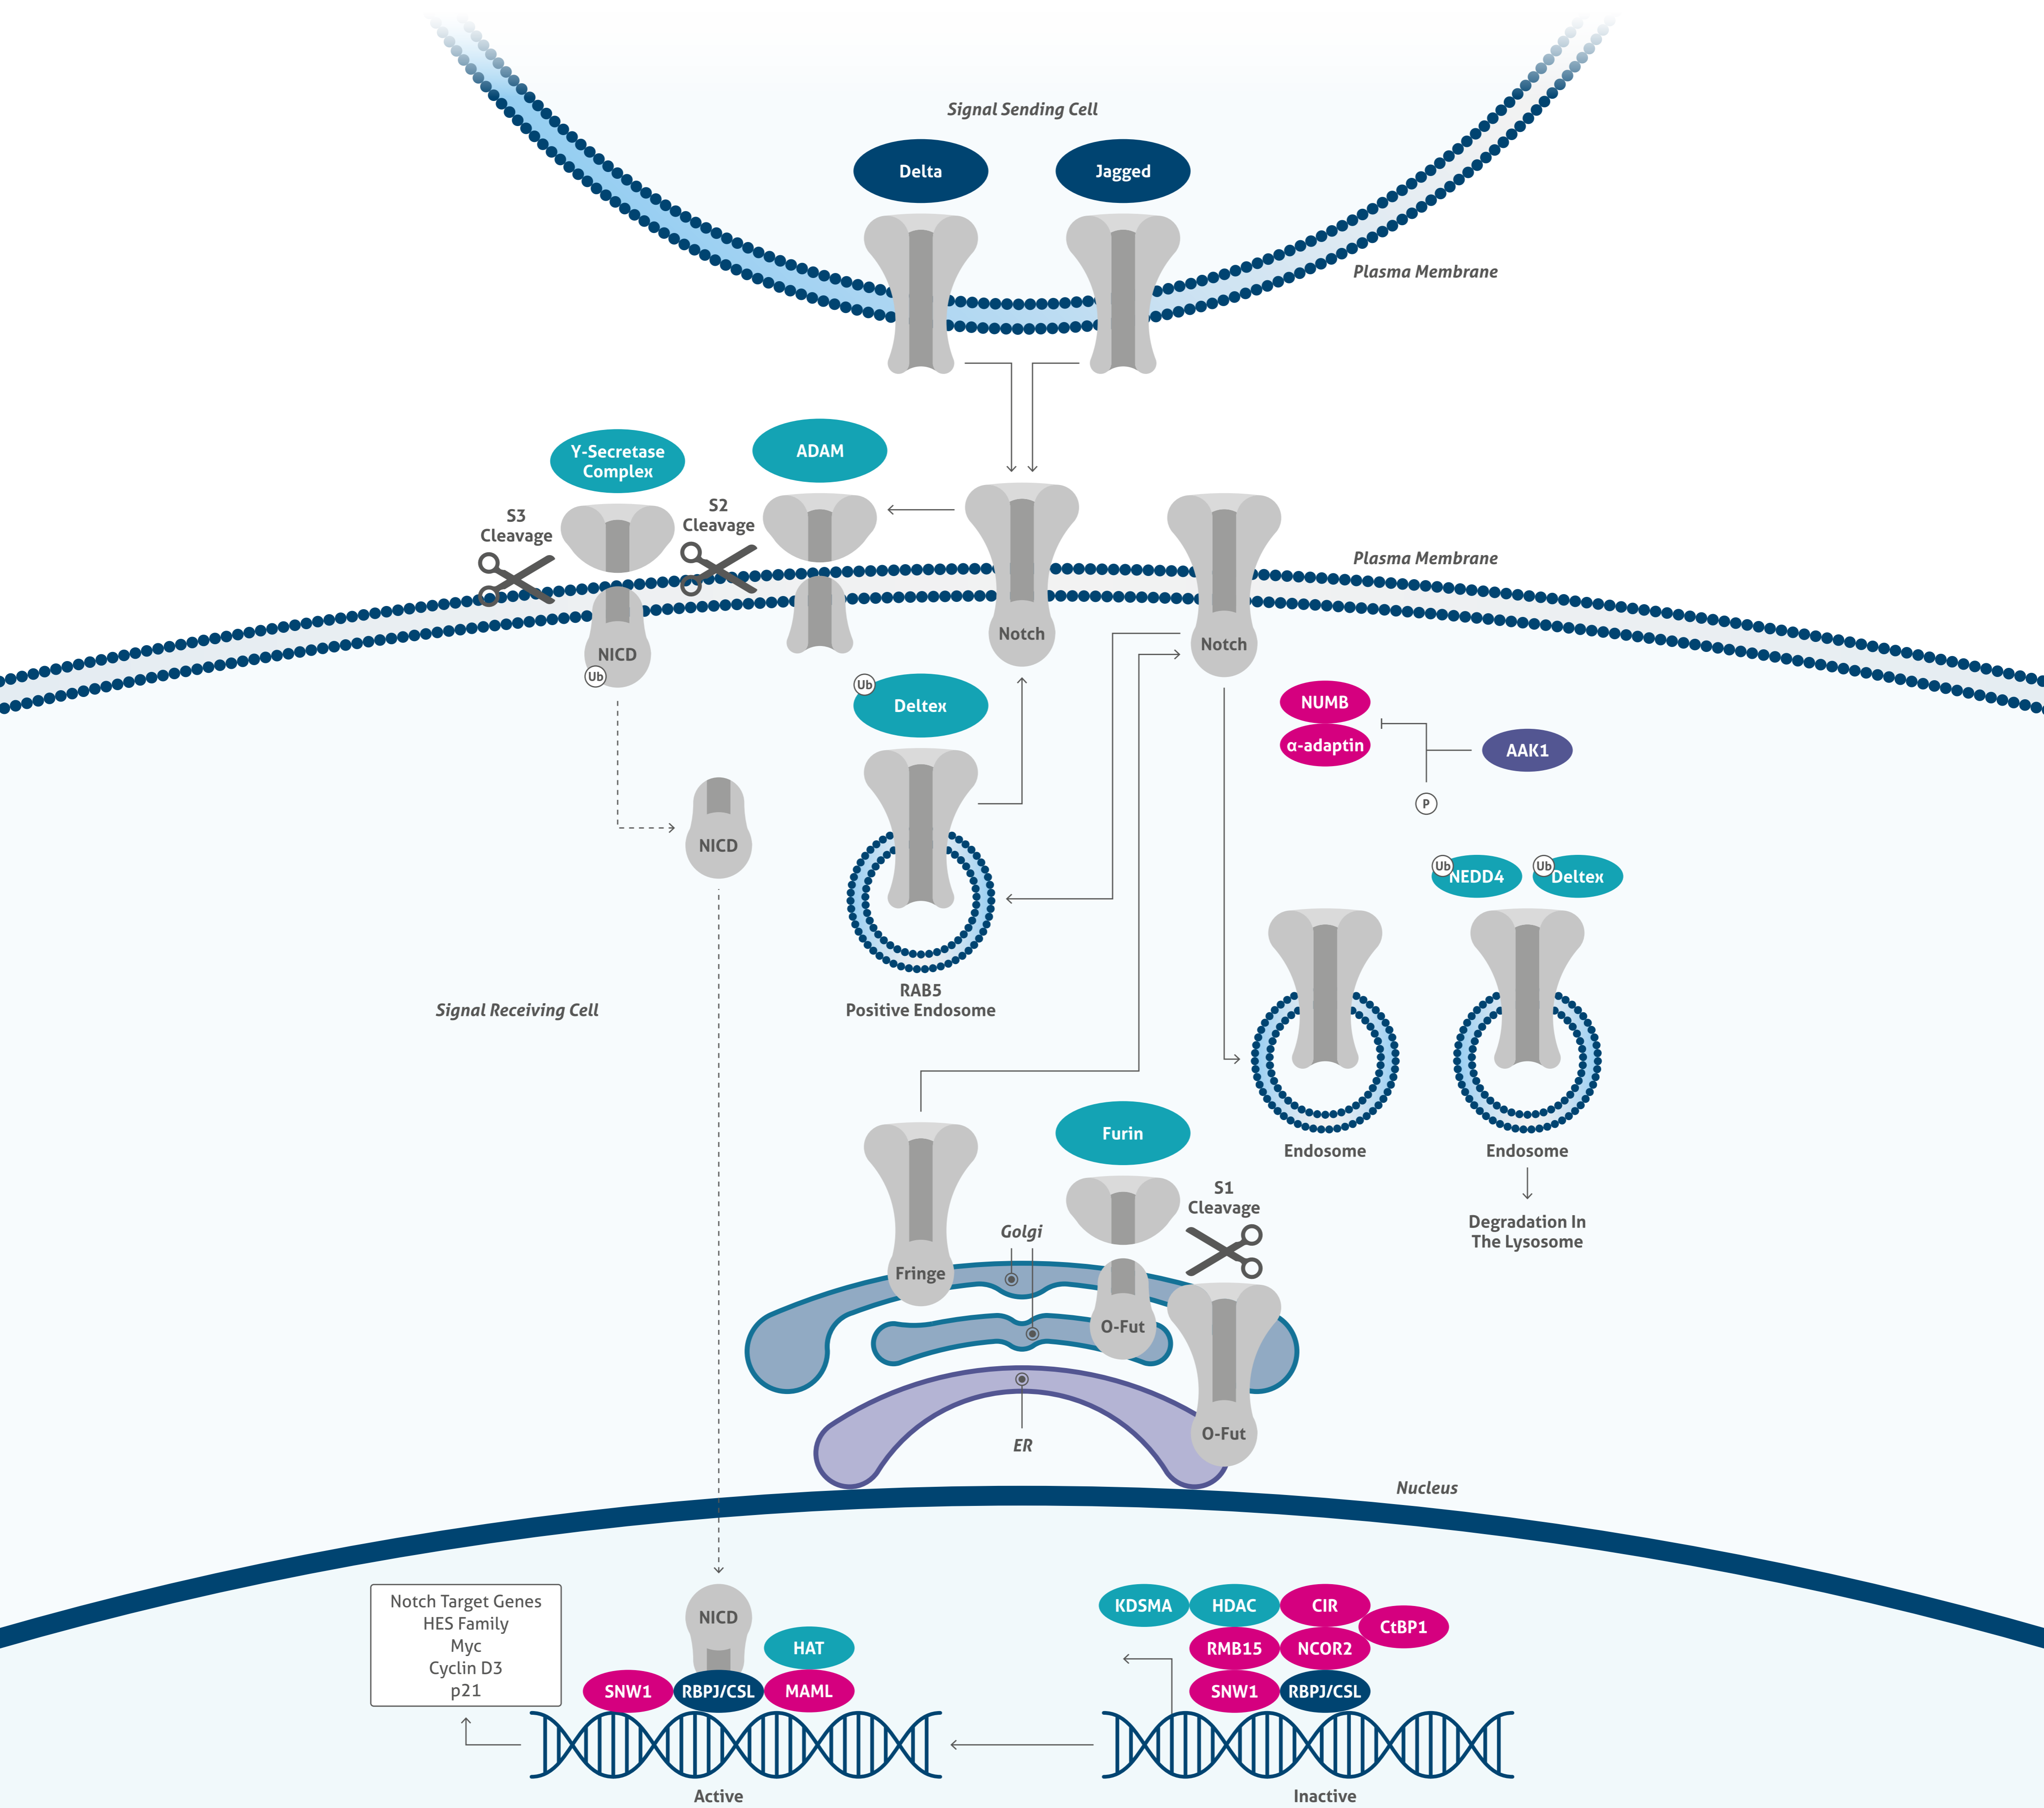 Signal Sending Cell
Delta
Jagged
Plasma Membrane
Y-Secretase
Complex
ADAM
S3
Cleavage
S2
Cleavage
Plasma Membrane
Notch
Notch
NICD
Ub
Ub
Deltex
NUMB
α-adaptin
AAK1
P
NICD
Ub
NEDD4
Ub
Deltex
RAB5
Positive Endosome
Signal Receiving Cell
Furin
Endosome
Endosome
S1
Cleavage
Degradation In
The Lysosome
Golgi
Fringe
O-Fut
O-Fut
ER
Nucleus
Notch Target Genes
HES Family
Myc
Cyclin D3
p21
NICD
HAT
SNW1
RBPJ/CSL
MAML
KDSMA
HDAC
CIR
CtBP1
RMB15
NCOR2
SNW1
RBPJ/CSL
Active
Inactive